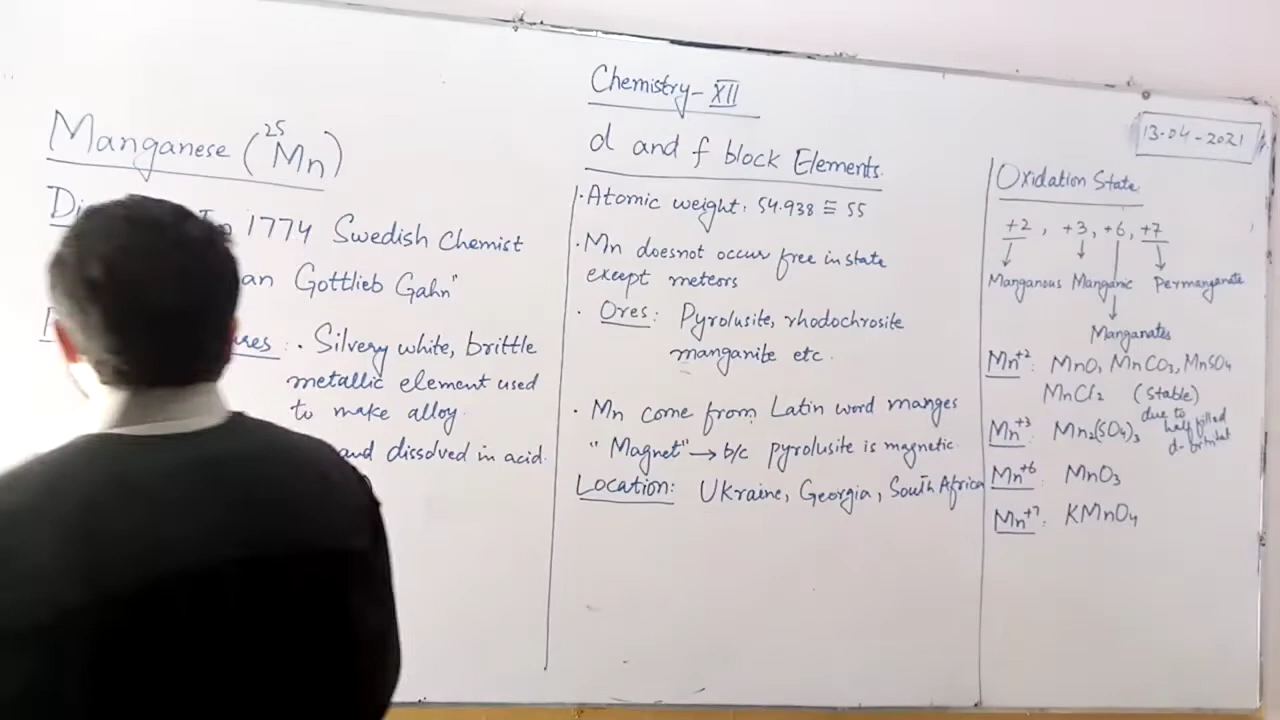 Chemistry-XII
13-04-2021
Manganese (²⁵Mn)
1774 Swedish Chemist
an Gottlieb Gahn"
ures : · Silvery white, brittle
metallic element used
to make alloy.
and dissolved in acid.
d and f block Elements.
· Atomic weight: 54.938 ≅ 55
· Mn doesnot occur free in state
except meteors
· Ores: Pyrolusite, rhodochrosite
manganite etc.
· Mn come from Latin word manges
"Magnet" → b/c pyrolusite is magnetic.
Location: Ukraine, Georgia, South Africa
Oxidation State
+2, +3, +6, +7
Manganous Manganic Permanganate
Manganates
Mn⁺²: MnO, MnCO₃, MnSO₄
MnCl₂ (Stable)
due to
half filled
d-orbital
Mn⁺³: Mn₂(SO₄)₃
Mn⁺⁶: MnO₃
Mn⁺⁷: KMnO₄